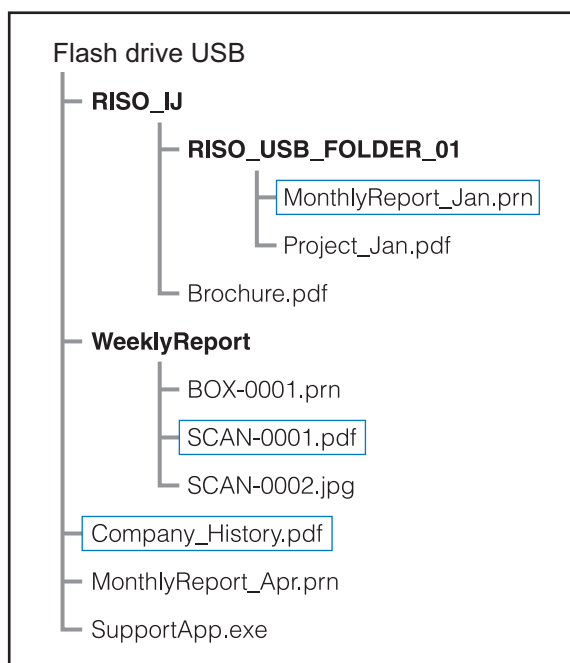 Flash drive USB
RISO_IJ
RISO_USB_FOLDER_01
MonthlyReport_Jan.prn
Project_Jan.pdf
Brochure.pdf
WeeklyReport
BOX-0001.prn
SCAN-0001.pdf
SCAN-0002.jpg
Company_History.pdf
MonthlyReport_Apr.prn
SupportApp.exe